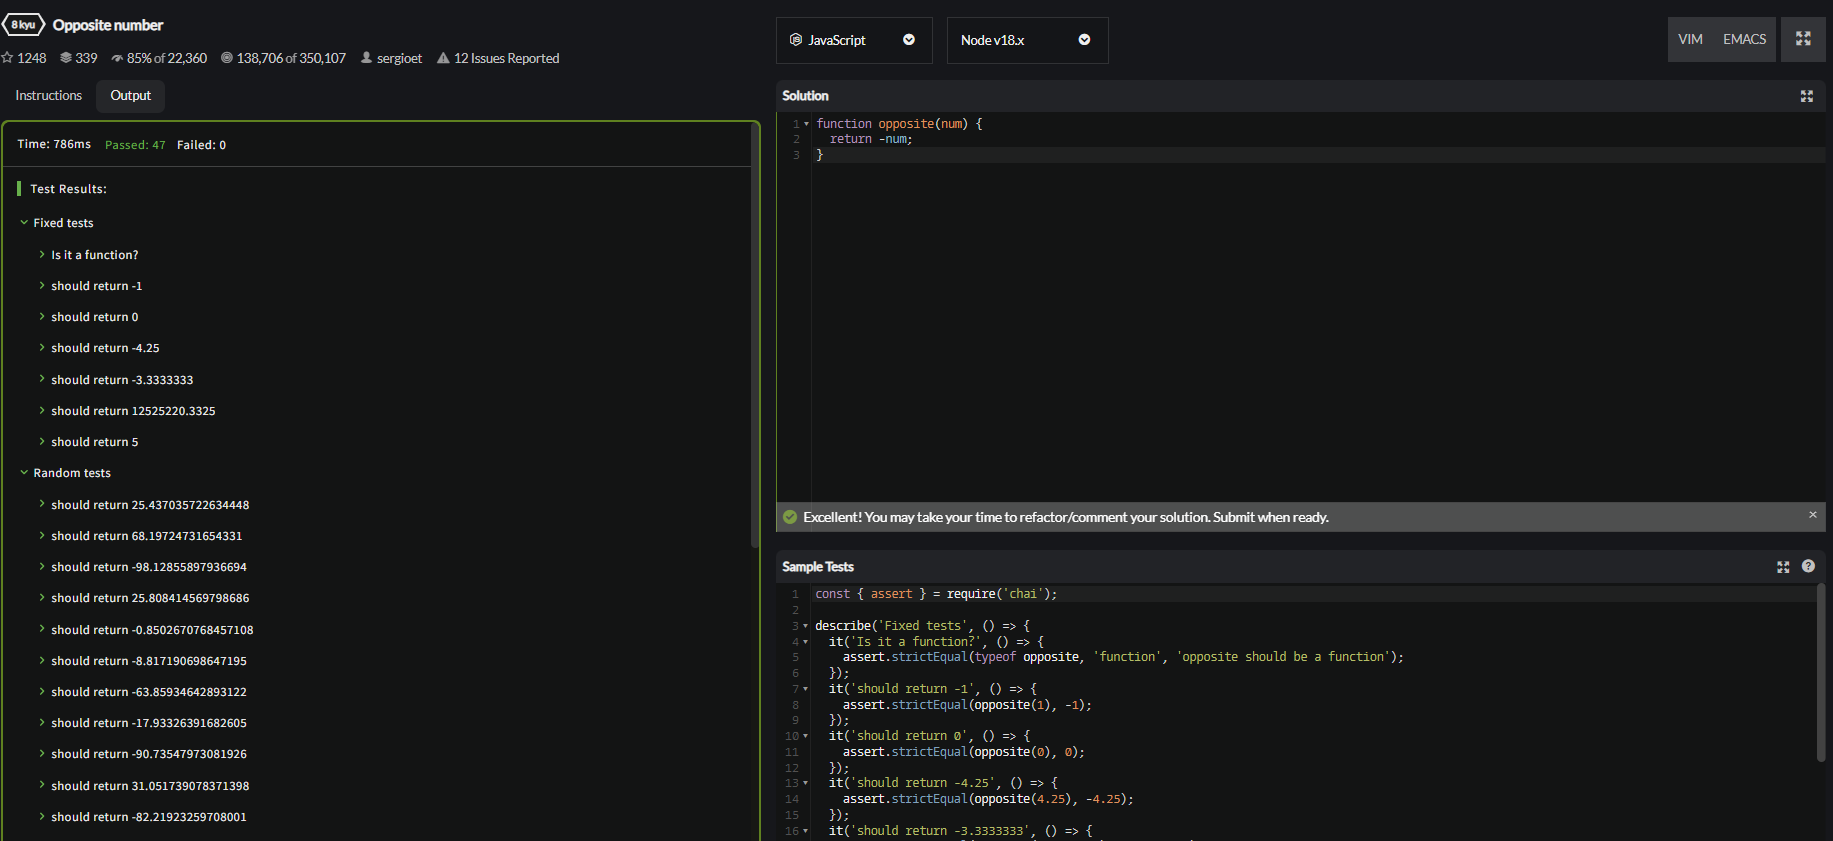 8 kyu Opposite number
1248 339 85% of 22,360 138,706 of 350,107 sergioet 12 Issues Reported
Instructions Output
Time: 786ms Passed: 47 Failed: 0
Test Results:
Fixed tests
Is it a function?
should return -1
should return 0
should return -4.25
should return -3.3333333
should return 12525220.3325
should return 5
Random tests
should return 25.437035722634448
should return 68.19724731654331
should return -98.12855897936694
should return 25.808414569798686
should return -0.8502670768457108
should return -8.817190698647195
should return -63.85934642893122
should return -17.93326391682605
should return -90.73547973081926
should return 31.051739078371398
should return -82.21923259708001
JavaScript Node v18.x VIM EMACS
Solution
1 function opposite(num) {
2 return -num;
3 }
Excellent! You may take your time to refactor/comment your solution. Submit when ready. ×
Sample Tests ?
1 const { assert } = require('chai');
2
3 describe('Fixed tests', () => {
4 it('Is it a function?', () => {
5 assert.strictEqual(typeof opposite, 'function', 'opposite should be a function');
6 });
7 it('should return -1', () => {
8 assert.strictEqual(opposite(1), -1);
9 });
10 it('should return 0', () => {
11 assert.strictEqual(opposite(0), 0);
12 });
13 it('should return -4.25', () => {
14 assert.strictEqual(opposite(4.25), -4.25);
15 });
16 it('should return -3.3333333', () => {